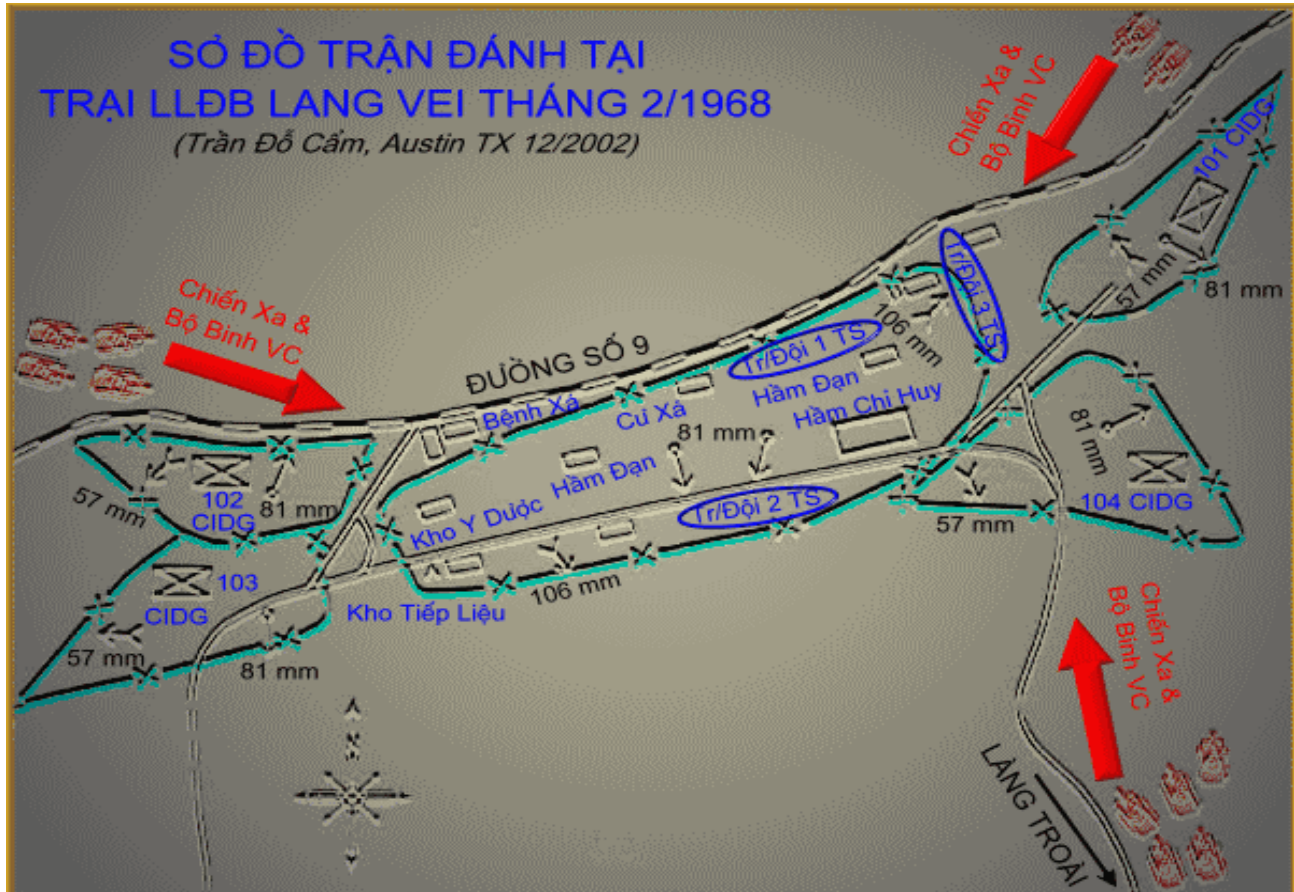 SỎ ĐỒ TRẬN ĐÁNH TẠI
TRẠI LLĐB LANG VEI THÁNG 2/1968
(Trần Đỗ Cẩm, Austin TX 12/2002)
Chiến Xa &
Bộ Binh VC
101 CIDG
57 mm
81 mm
Tr/Đội 3 TS
106 mm
Chiến Xa &
Bộ Binh VC
ĐƯỜNG SỐ 9
Tr/Đội 1 TS
Hầm Đạn
Hầm Chỉ Huy
Bệnh Xá
Cư Xá
81 mm
Hầm Đạn
Tr/Đội 2 TS
81 mm
104 CIDG
57 mm
57 mm
102
CIDG
81 mm
Kho Y Dược
103
CIDG
57 mm
81 mm
Kho Tiếp Liệu
106 mm
Chiến Xa &
Bộ Binh VC
LÀNG TROÀI
N